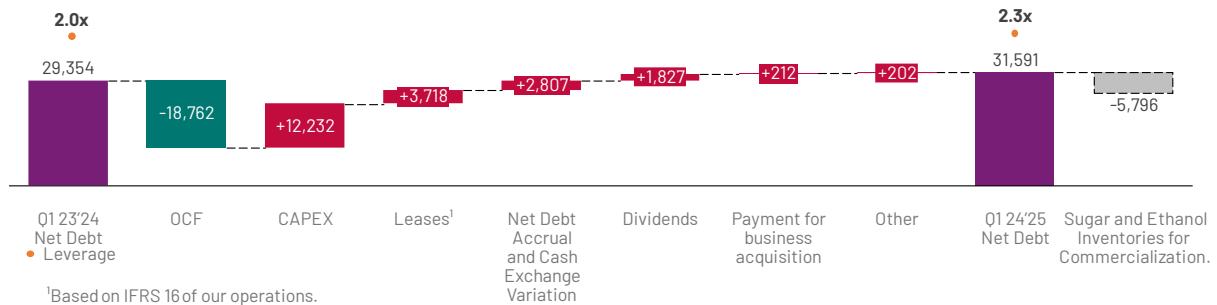 2.0x
2.3x
29,354
-18,762
+12,232
+3,718
+2,807
+1,827
+212
+202
31,591
-5,796
Q1 23'24
Net Debt
Leverage
OCF
CAPEX
Leases¹
Net Debt
Accrual
and Cash
Exchange
Variation
Dividends
Payment for
business
acquisition
Other
Q1 24'25
Net Debt
Sugar and Ethanol
Inventories for
Commercialization.
¹Based on IFRS 16 of our operations.